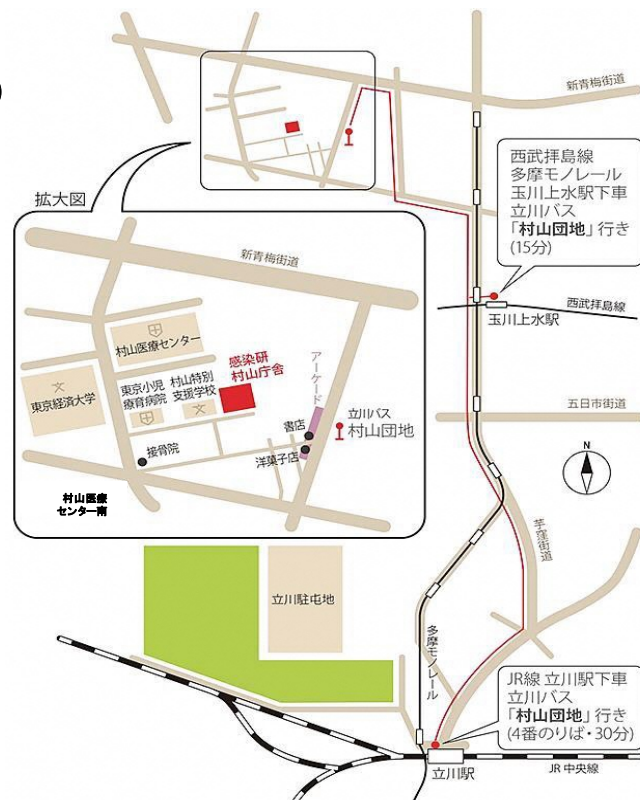 )
新青梅街道
西武拝島線
多摩モノレール
玉川上水駅下車
立川バス
「村山団地」行き
(15分)
拡大図
新青梅街道
西武拝島線
玉川上水駅
村山医療センター
東京経済大学
東京小児
療育病院
村山特別
支援学校
感染研
村山庁舎
アーケード
立川バス
村山団地
書店
洋菓子店
接骨院
村山医療
センター南
五日市街道
N
芋窪街道
立川駐屯地
多摩モノレール
JR線 立川駅下車
立川バス
「村山団地」行き
(4番のりば・30分)
立川駅
JR中央線